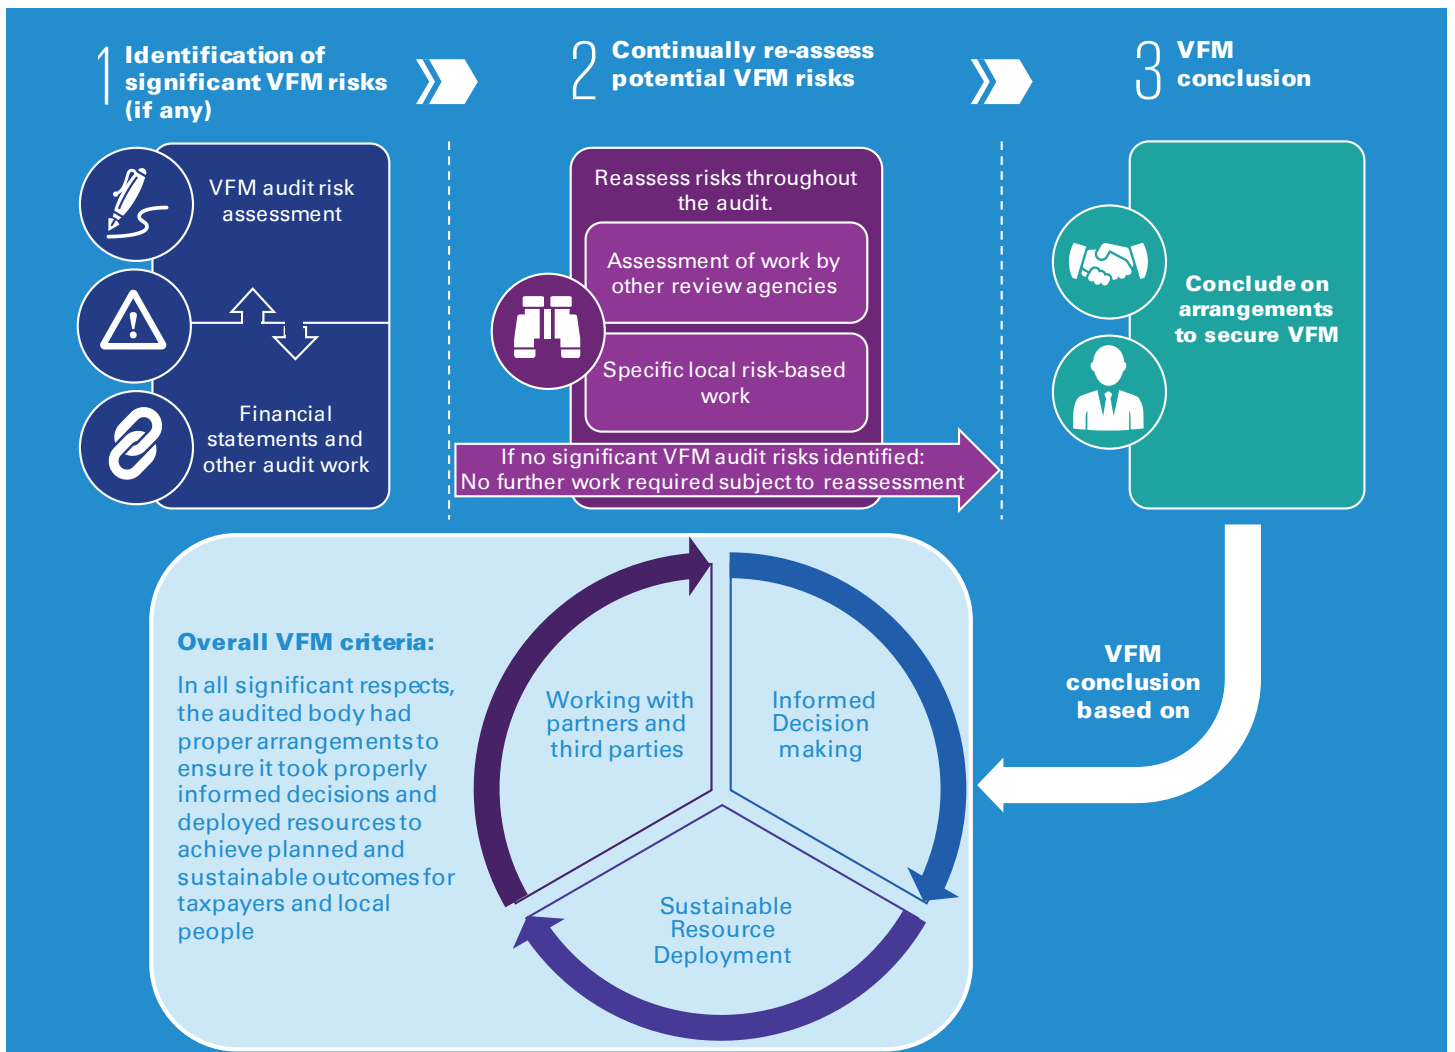 1
Identification of
significant VFM risks
(if any)
2
Continually re-assess
potential VFM risks
3
VFM
conclusion
VFM audit risk
assessment
Financial
statements and
other audit work
Reassess risks throughout
the audit.
Assessment of work by
other review agencies
Specific local risk-based
work
If no significant VFM audit risks identified:
No further work required subject to reassessment
Conclude on
arrangements
to secure VFM
VFM
conclusion
based on
Overall VFM criteria:
In all significant respects,
the audited body had
proper arrangements to
ensure it took properly
informed decisions and
deployed resources to
achieve planned and
sustainable outcomes for
taxpayers and local
people
Working with
partners and
third parties
Informed
Decision
making
Sustainable
Resource
Deployment